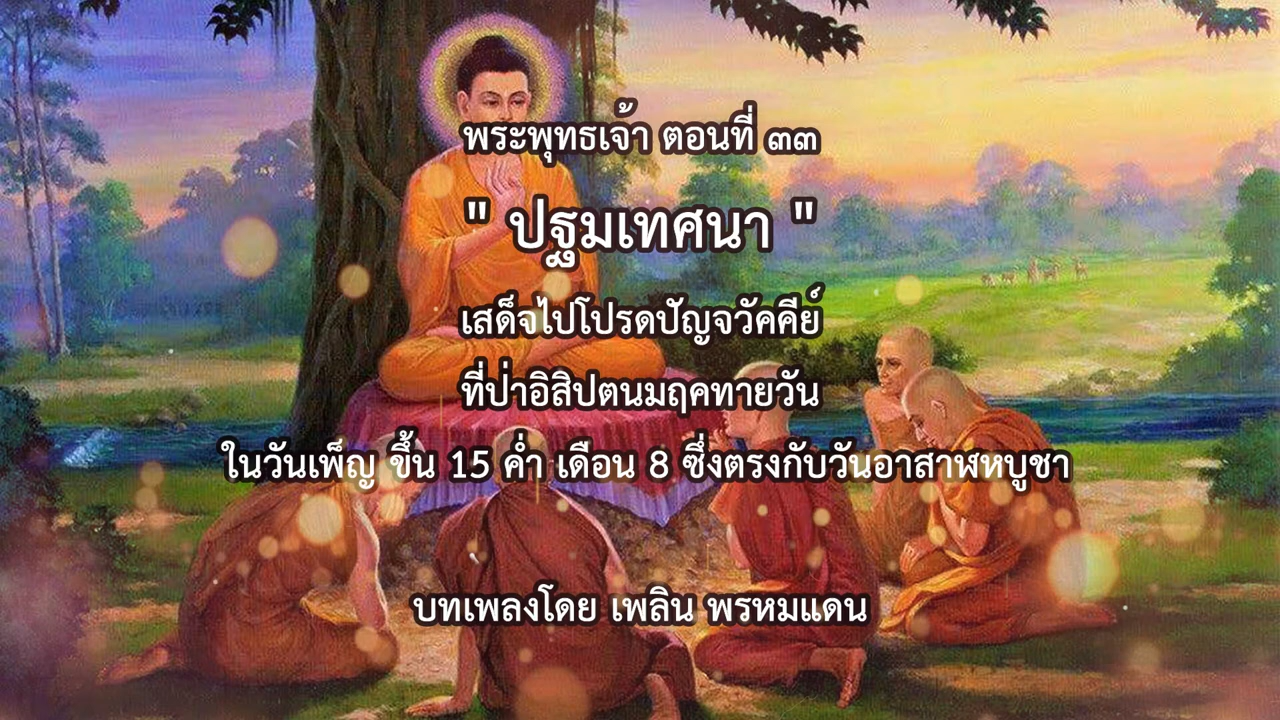 พระพุทธเจ้า ตอนที่ ๓๓
" ปฐมเทศนา "
เสด็จไปโปรดปัญจวัคคีย์
ที่ป่าอิสิปตนมฤคทายวัน
ในวันเพ็ญ ขึ้น 15 ค่ำ เดือน 8 ซึ่งตรงกับวันอาสาฬหบูชา
บทเพลงโดย เพลิน พรหมแดน